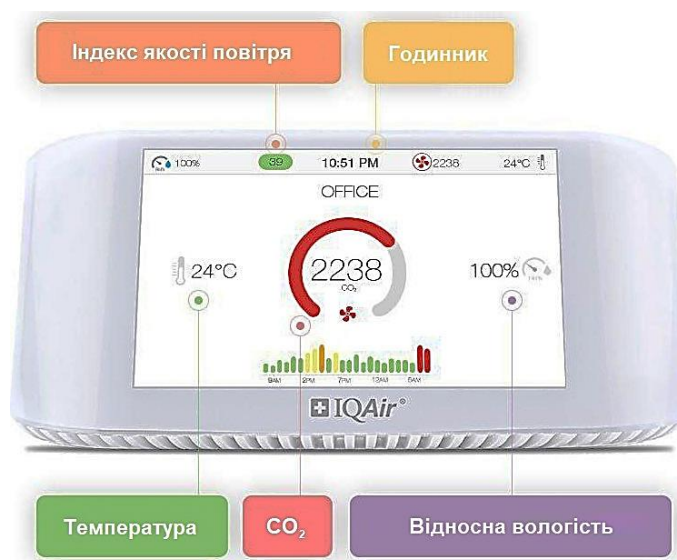 Індекс якості повітря
Годинник
100%
39
10:51 PM
2238
24°C
OFFICE
24°C
2238
CO₂
100%
9AM 2PM 7PM 12AM 5AM
IQAir®
Температура
CO₂
Відносна вологість